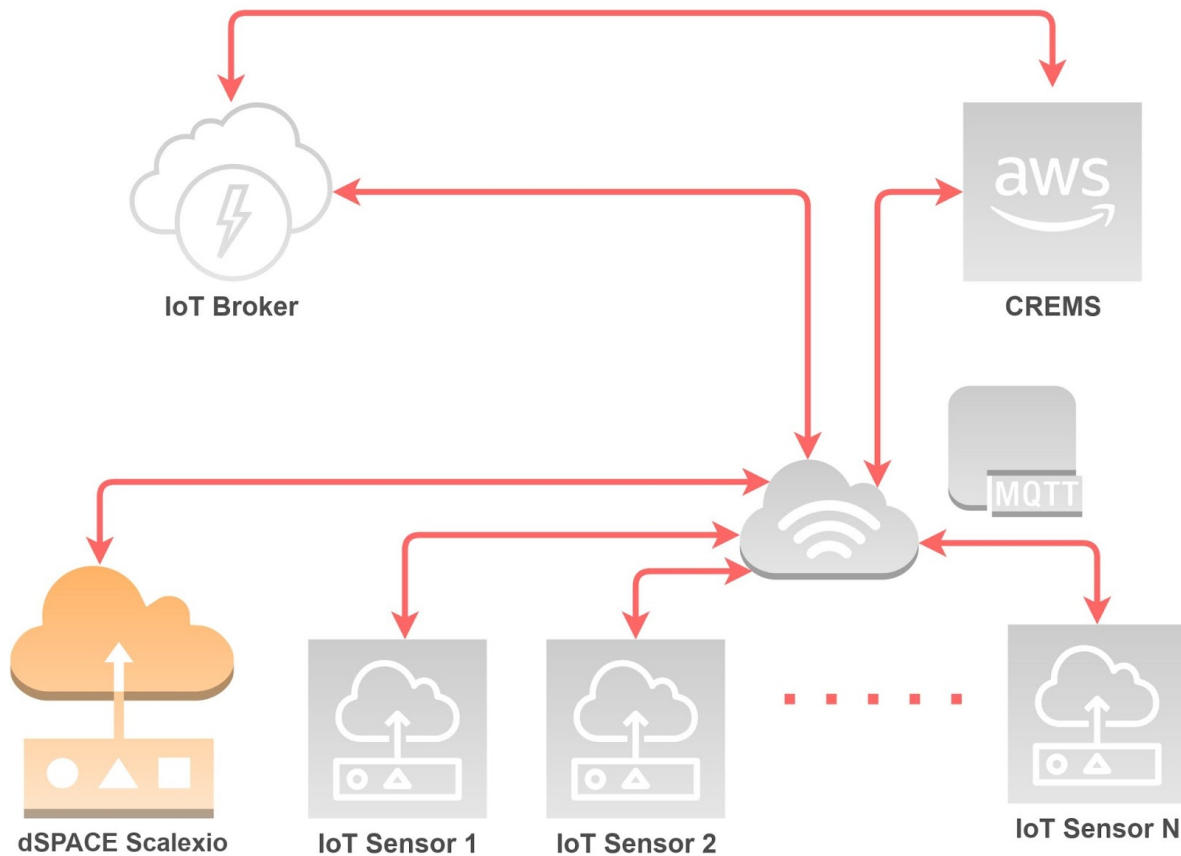 aws
IoT Broker
CREMS
MQTT
dSPACE Scalexio
IoT Sensor 1
IoT Sensor 2
IoT Sensor N